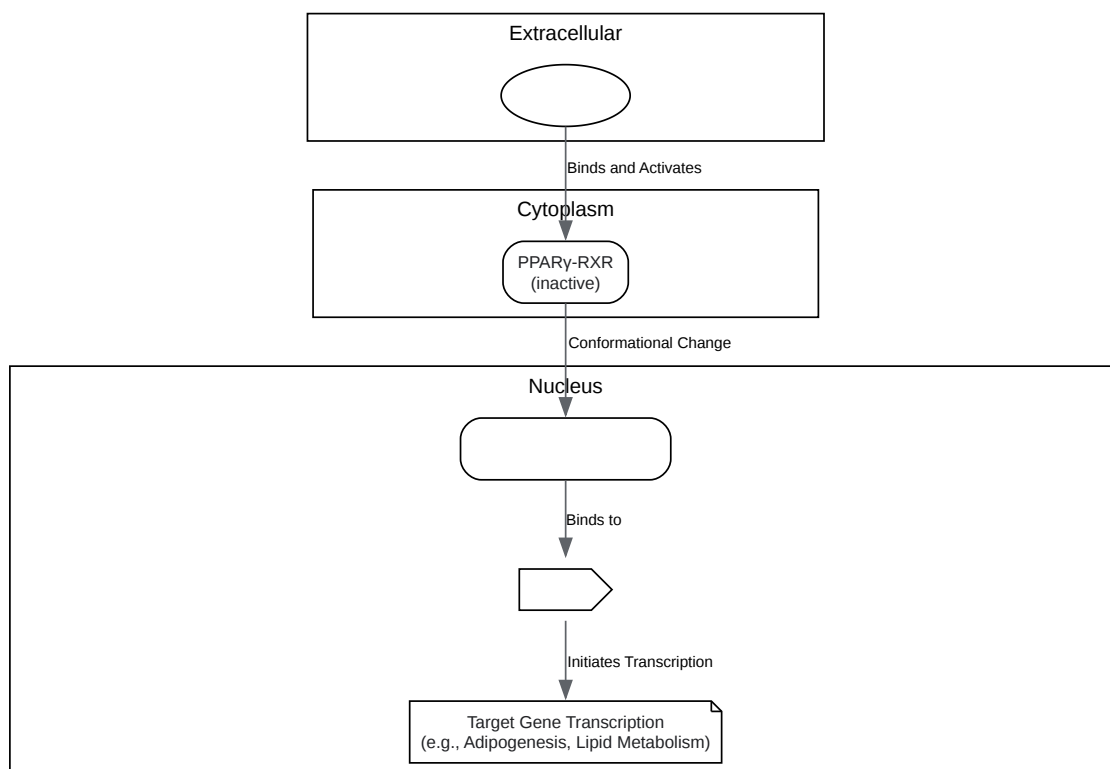 Extracellular
Binds and Activates
Cytoplasm
PPARγ-RXR
(inactive)
Conformational Change
Nucleus
Binds to
Initiates Transcription
Target Gene Transcription
(e.g., Adipogenesis, Lipid Metabolism)